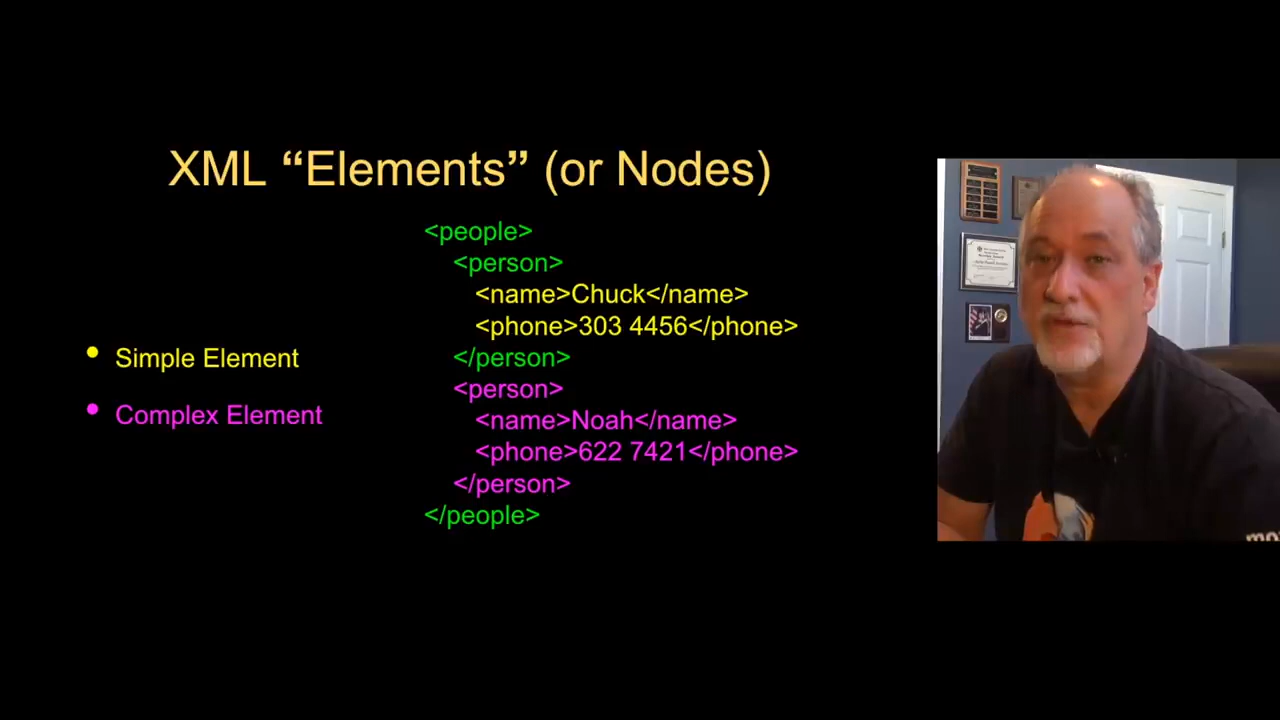 XML “Elements” (or Nodes)
<people>
<person>
<name>Chuck</name>
<phone>303 4456</phone>
</person>
<person>
<name>Noah</name>
<phone>622 7421</phone>
</person>
</people>
• Simple Element
• Complex Element